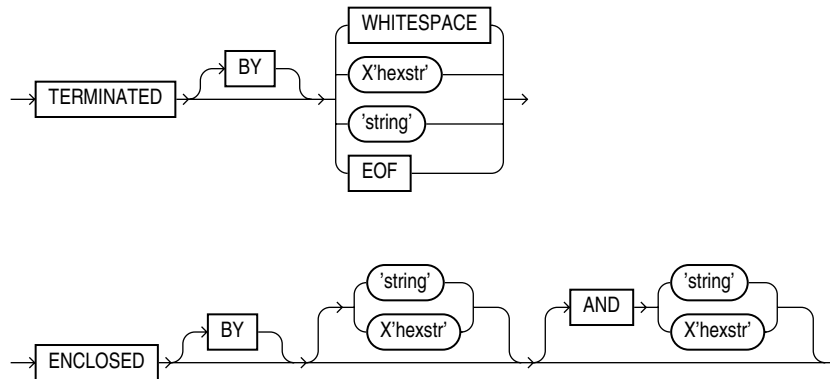 WHITESPACE
BY
X'hexstr'
TERMINATED
'string'
EOF
'string'
'string'
AND
BY
X'hexstr'
X'hexstr'
ENCLOSED